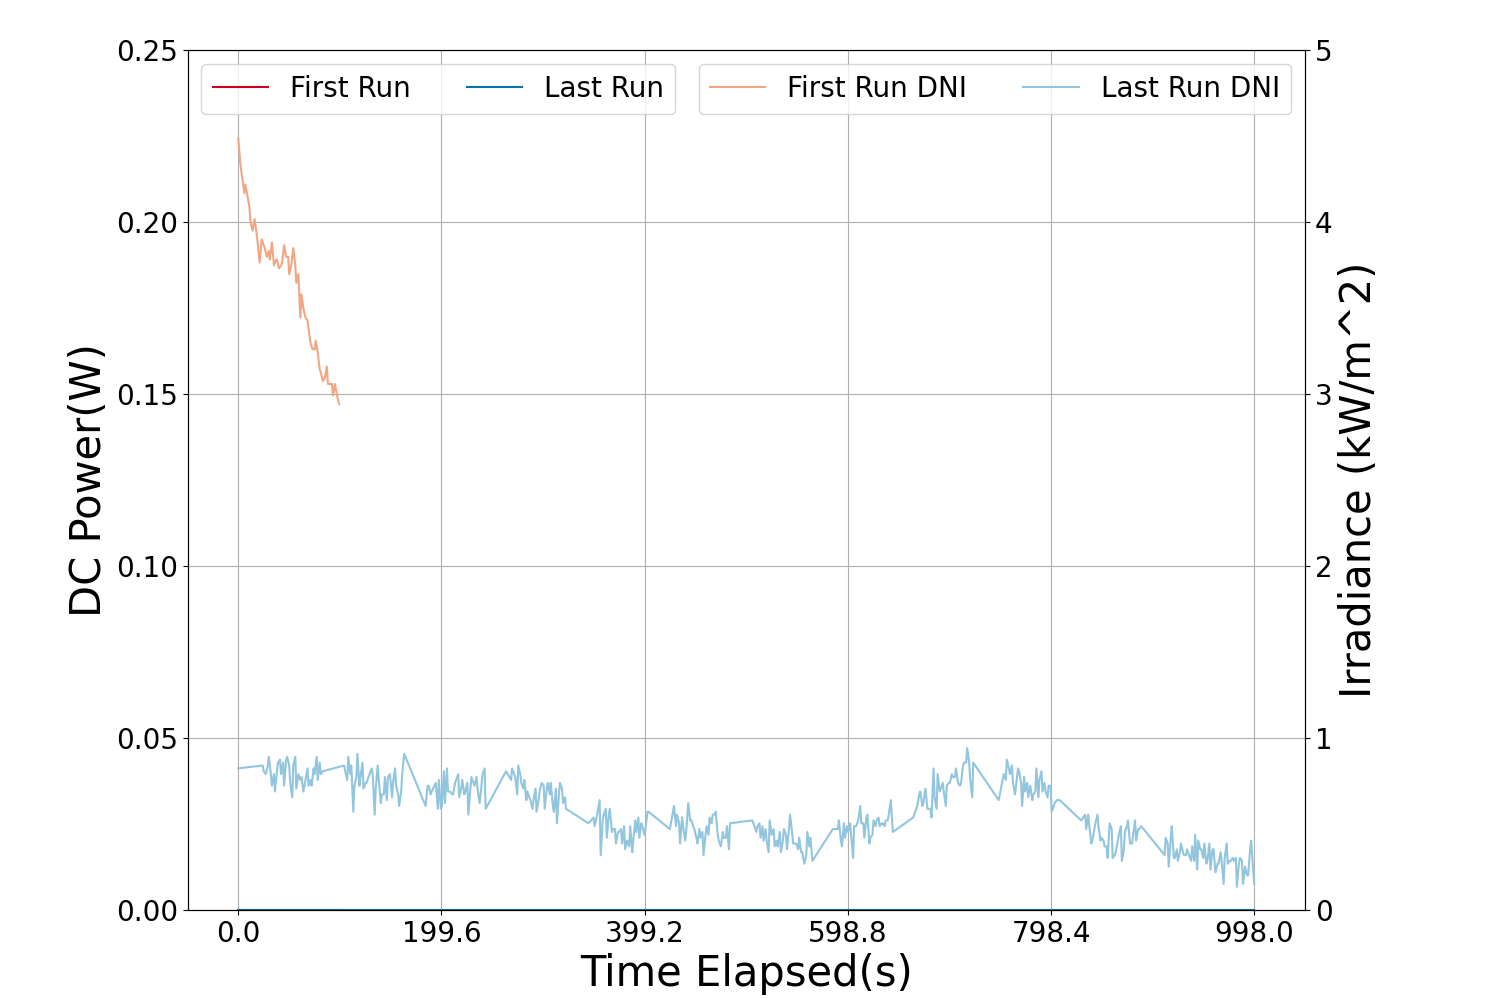 First Run
Last Run
First Run DNI
Last Run DNI
0.25
0.20
0.15
0.10
0.05
0.00
DC Power(W)
5
4
3
2
1
0
Irradiance (kW/m^2)
0.0
199.6
399.2
598.8
798.4
998.0
Time Elapsed(s)